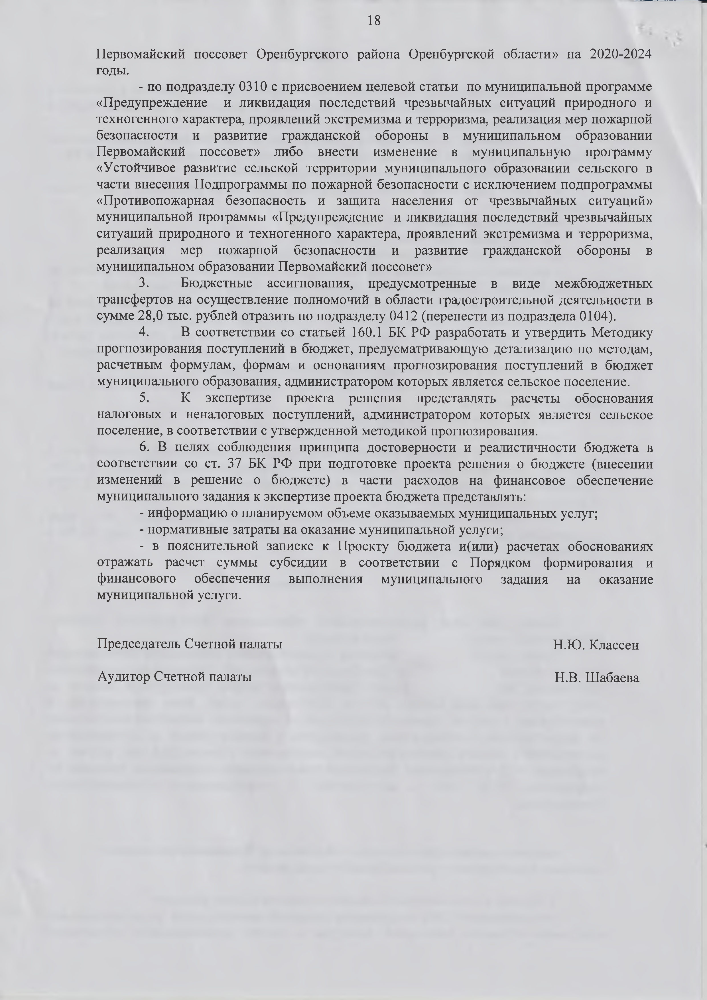 18
Первомайский поссовет Оренбургского района Оренбургской области» на 2020-2024
годы.
- по подразделу 0310 с присвоением целевой статьи по муниципальной программе
«Предупреждение и ликвидация последствий чрезвычайных ситуаций природного и
техногенного характера, проявлений экстремизма и терроризма, реализация мер пожарной
безопасности и развитие гражданской обороны в муниципальном образовании
Первомайский поссовет» либо внести изменение в муниципальную программу
«Устойчивое развитие сельской территории муниципального образовании сельского в
части внесения Подпрограммы по пожарной безопасности с исключением подпрограммы
«Противопожарная безопасность и защита населения от чрезвычайных ситуаций»
муниципальной программы «Предупреждение и ликвидация последствий чрезвычайных
ситуаций природного и техногенного характера, проявлений экстремизма и терроризма,
реализация мер пожарной безопасности и развитие гражданской обороны в
муниципальном образовании Первомайский поссовет»
3. Бюджетные ассигнования, предусмотренные в виде межбюджетных
трансфертов на осуществление полномочий в области градостроительной деятельности в
сумме 28,0 тыс. рублей отразить по подразделу 0412 (перенести из подраздела 0104).
4. В соответствии со статьей 160.1 БК РФ разработать и утвердить Методику
прогнозирования поступлений в бюджет, предусматривающую детализацию по методам,
расчетным формулам, формам и основаниям прогнозирования поступлений в бюджет
муниципального образования, администратором которых является сельское поселение.
5. К экспертизе проекта решения представлять расчеты обоснования
налоговых и неналоговых поступлений, администратором которых является сельское
поселение, в соответствии с утвержденной методикой прогнозирования.
6. В целях соблюдения принципа достоверности и реалистичности бюджета в
соответствии со ст. 37 БК РФ при подготовке проекта решения о бюджете (внесении
изменений в решение о бюджете) в части расходов на финансовое обеспечение
муниципального задания к экспертизе проекта бюджета представлять:
- информацию о планируемом объеме оказываемых муниципальных услуг;
- нормативные затраты на оказание муниципальной услуги;
- в пояснительной записке к Проекту бюджета и(или) расчетах обоснованиях
отражать расчет суммы субсидии в соответствии с Порядком формирования и
финансового обеспечения выполнения муниципального задания на оказание
муниципальной услуги.
Председатель Счетной палаты Н.Ю. Классен
Аудитор Счетной палаты Н.В. Шабаева